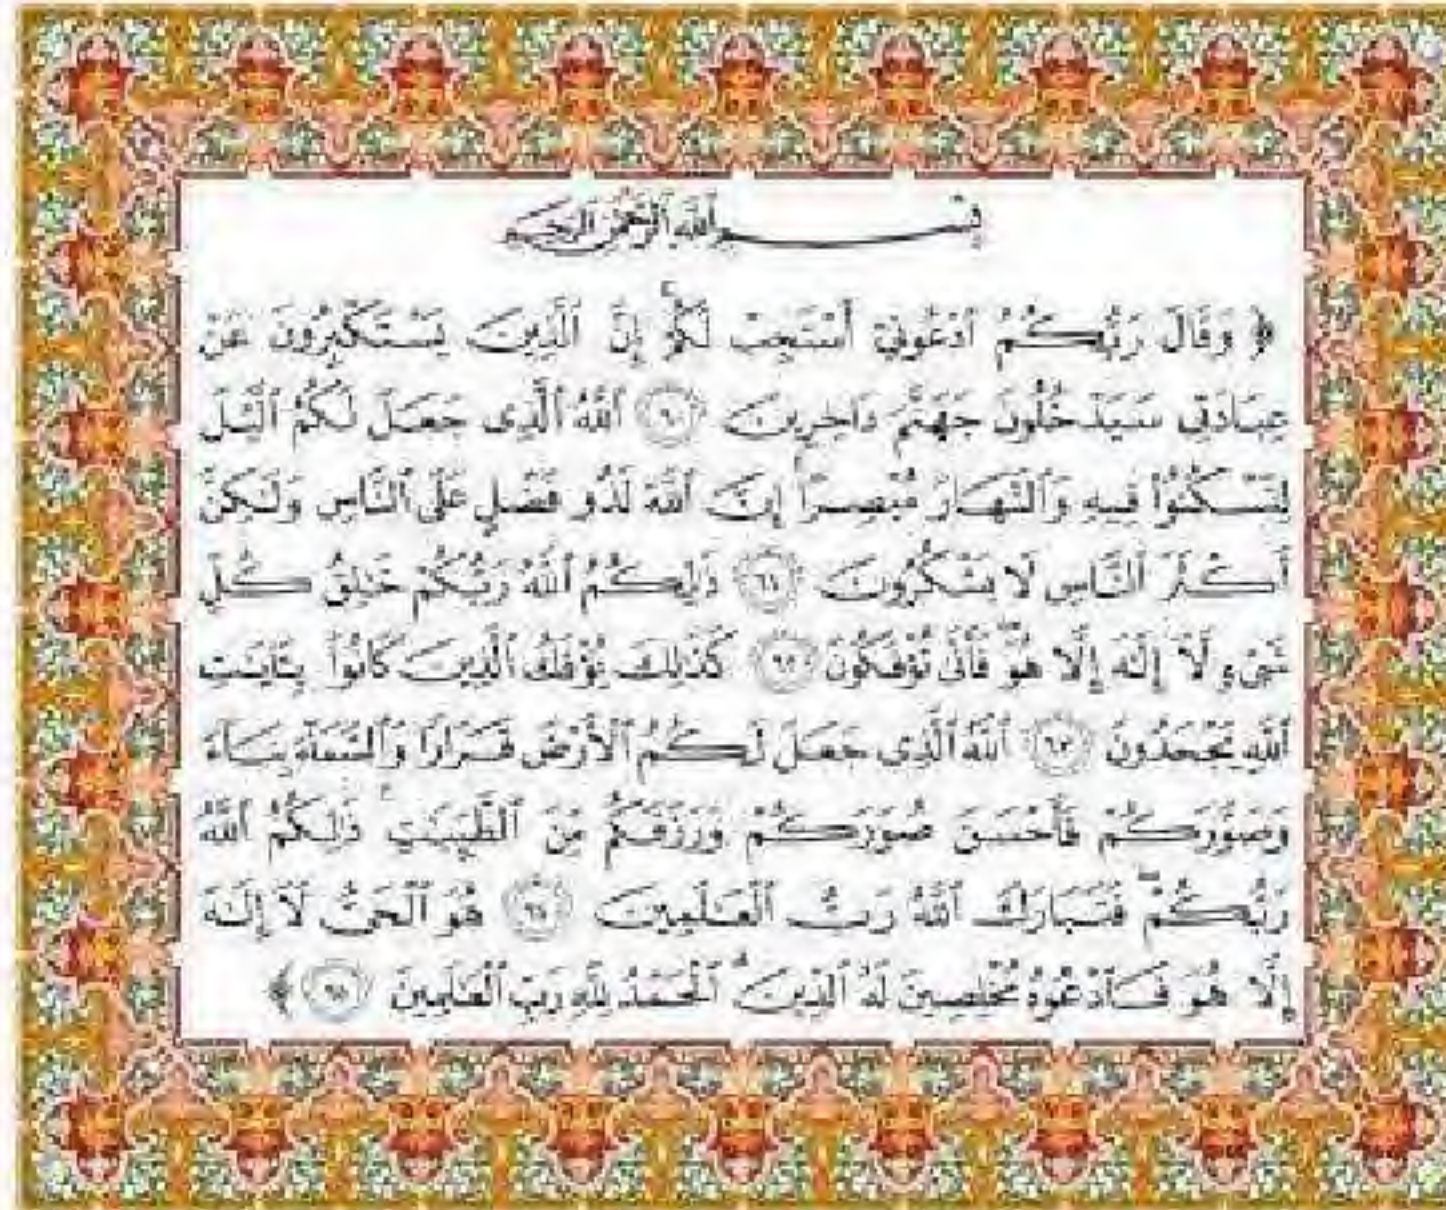 بِسْمِ ٱللَّهِ ٱلرَّحْمَٰنِ ٱلرَّحِيمِ
﴿ وَقَالَ رَبُّكُمُ ٱدْعُونِىٓ أَسْتَجِبْ لَكُمْ ۚ إِنَّ ٱلَّذِينَ يَسْتَكْبِرُونَ عَنْ
عِبَادَتِى سَيَدْخُلُونَ جَهَنَّمَ دَاخِرِينَ ٦٠ ٱللَّهُ ٱلَّذِى جَعَلَ لَكُمُ ٱلَّيْلَ
لِتَسْكُنُوا۟ فِيهِ وَٱلنَّهَارَ مُبْصِرًا ۚ إِنَّ ٱللَّهَ لَذُو فَضْلٍ عَلَى ٱلنَّاسِ وَلَٰكِنَّ
أَكْثَرَ ٱلنَّاسِ لَا يَشْكُرُونَ ٦١ ذَٰلِكُمُ ٱللَّهُ رَبُّكُمْ خَٰلِقُ كُلِّ
شَىْءٍ لَّآ إِلَٰهَ إِلَّا هُوَ ۖ فَأَنَّىٰ تُؤْفَكُونَ ٦٢ كَذَٰلِكَ يُؤْفَكُ ٱلَّذِينَ كَانُوا۟ بِـَٔايَٰتِ
ٱللَّهِ يَجْحَدُونَ ٦٣ ٱللَّهُ ٱلَّذِى جَعَلَ لَكُمُ ٱلْأَرْضَ قَرَارًا وَٱلسَّمَآءَ بِنَآءً
وَصَوَّرَكُمْ فَأَحْسَنَ صُوَرَكُمْ وَرَزَقَكُم مِّنَ ٱلطَّيِّبَٰتِ ۚ ذَٰلِكُمُ ٱللَّهُ
رَبُّكُمْ ۖ فَتَبَارَكَ ٱللَّهُ رَبُّ ٱلْعَٰلَمِينَ ٦٤ هُوَ ٱلْحَىُّ لَآ إِلَٰهَ
إِلَّا هُوَ فَٱدْعُوهُ مُخْلِصِينَ لَهُ ٱلدِّينَ ۗ ٱلْحَمْدُ لِلَّهِ رَبِّ ٱلْعَٰلَمِينَ ٦٥ ﴾